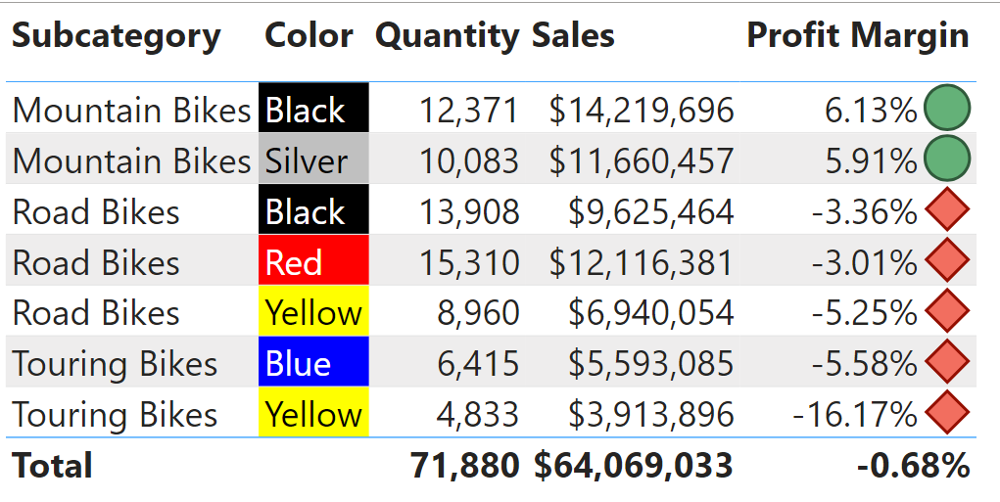 Subcategory Color Quantity Sales Profit Margin
Mountain Bikes Black 12,371 $14,219,696 6.13%
Mountain Bikes Silver 10,083 $11,660,457 5.91%
Road Bikes Black 13,908 $9,625,464 -3.36%
Road Bikes Red 15,310 $12,116,381 -3.01%
Road Bikes Yellow 8,960 $6,940,054 -5.25%
Touring Bikes Blue 6,415 $5,593,085 -5.58%
Touring Bikes Yellow 4,833 $3,913,896 -16.17%
Total 71,880 $64,069,033 -0.68%